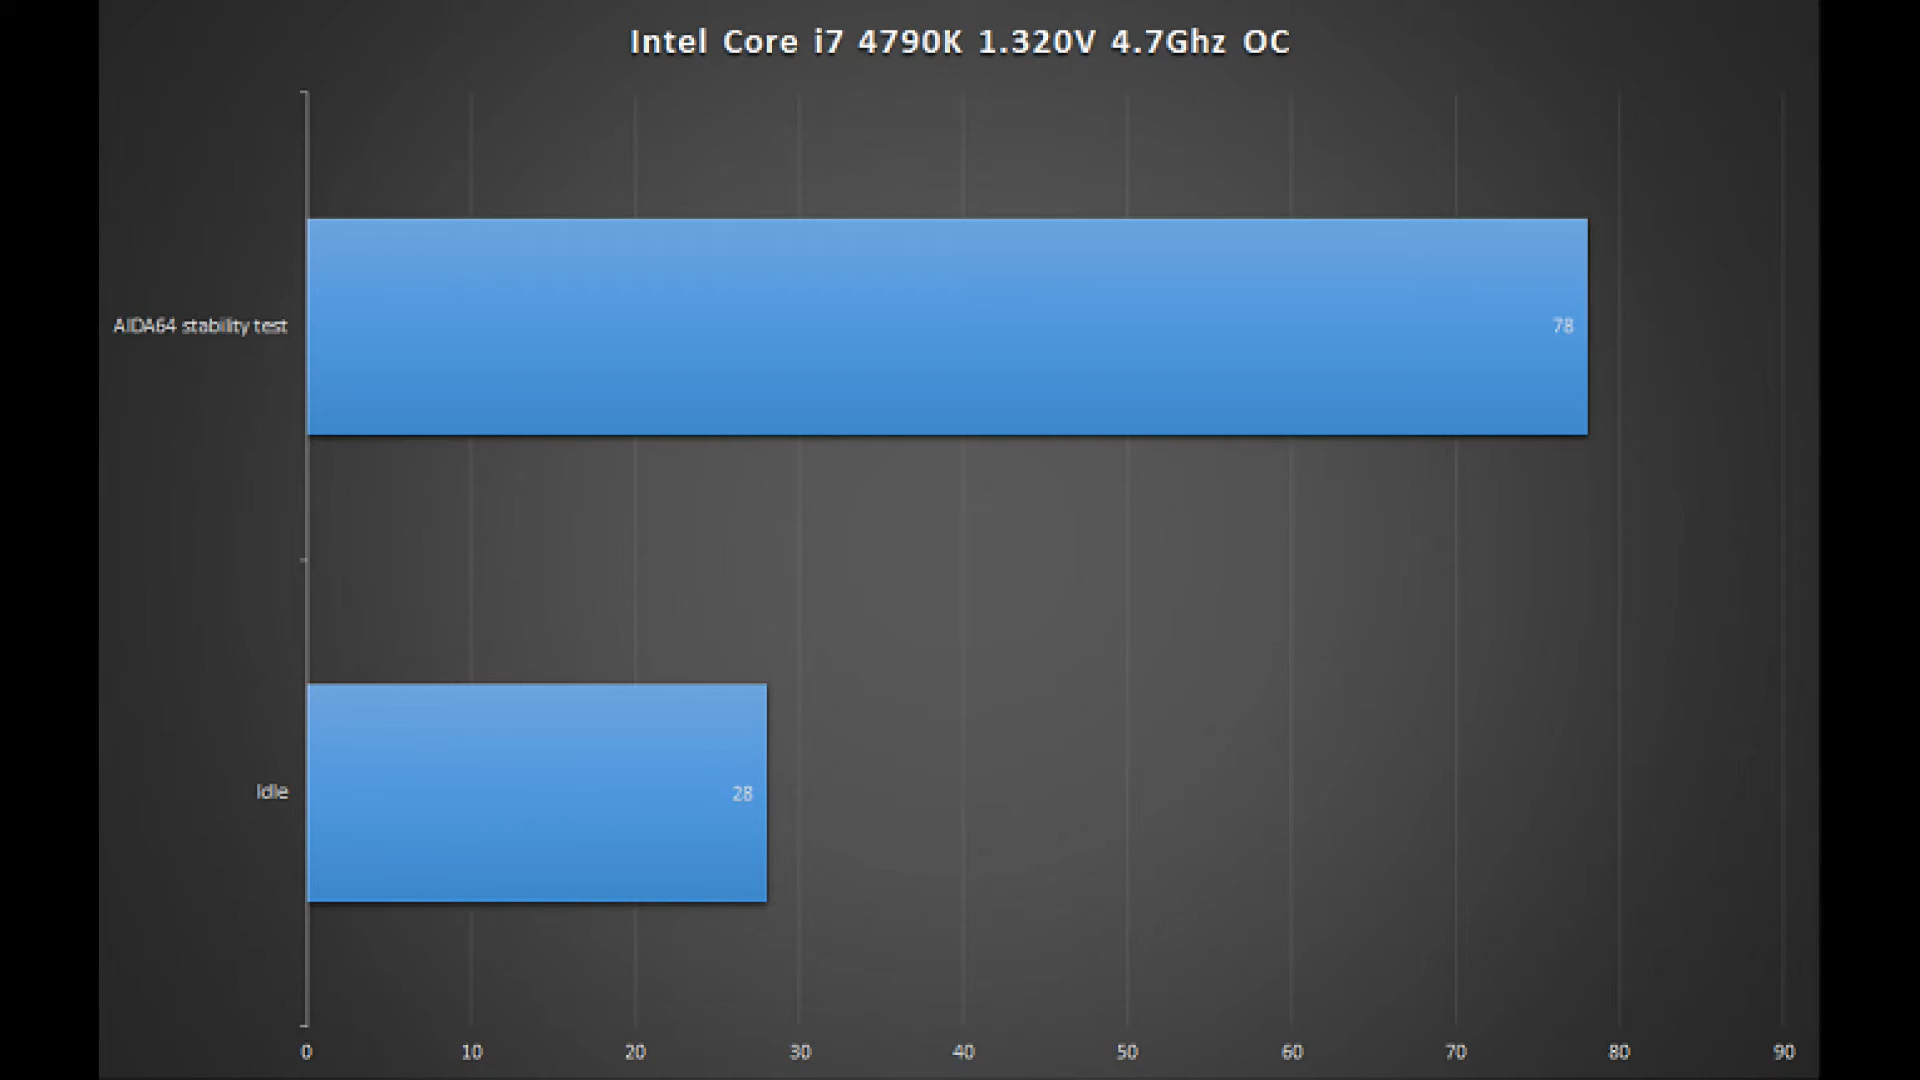 Intel Core i7 4790K 1.320V 4.7Ghz OC
AIDA64 stability test
78
Idle
28
0 10 20 30 40 50 60 70 80 90